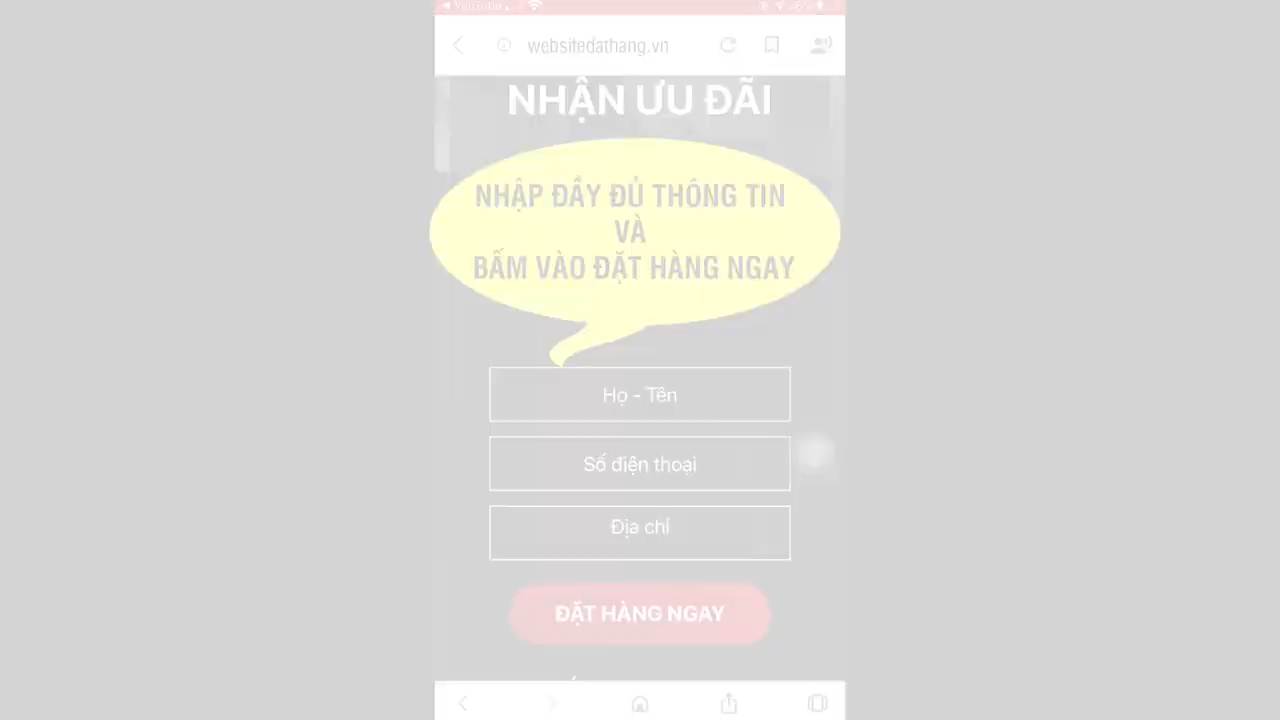 websitedathang.vn
NHẬN ƯU ĐÃI
NHẬP ĐẦY ĐỦ THÔNG TIN
VÀ
BẤM VÀO ĐẶT HÀNG NGAY
Họ - Tên
Số điện thoại
Địa chỉ
ĐẶT HÀNG NGAY